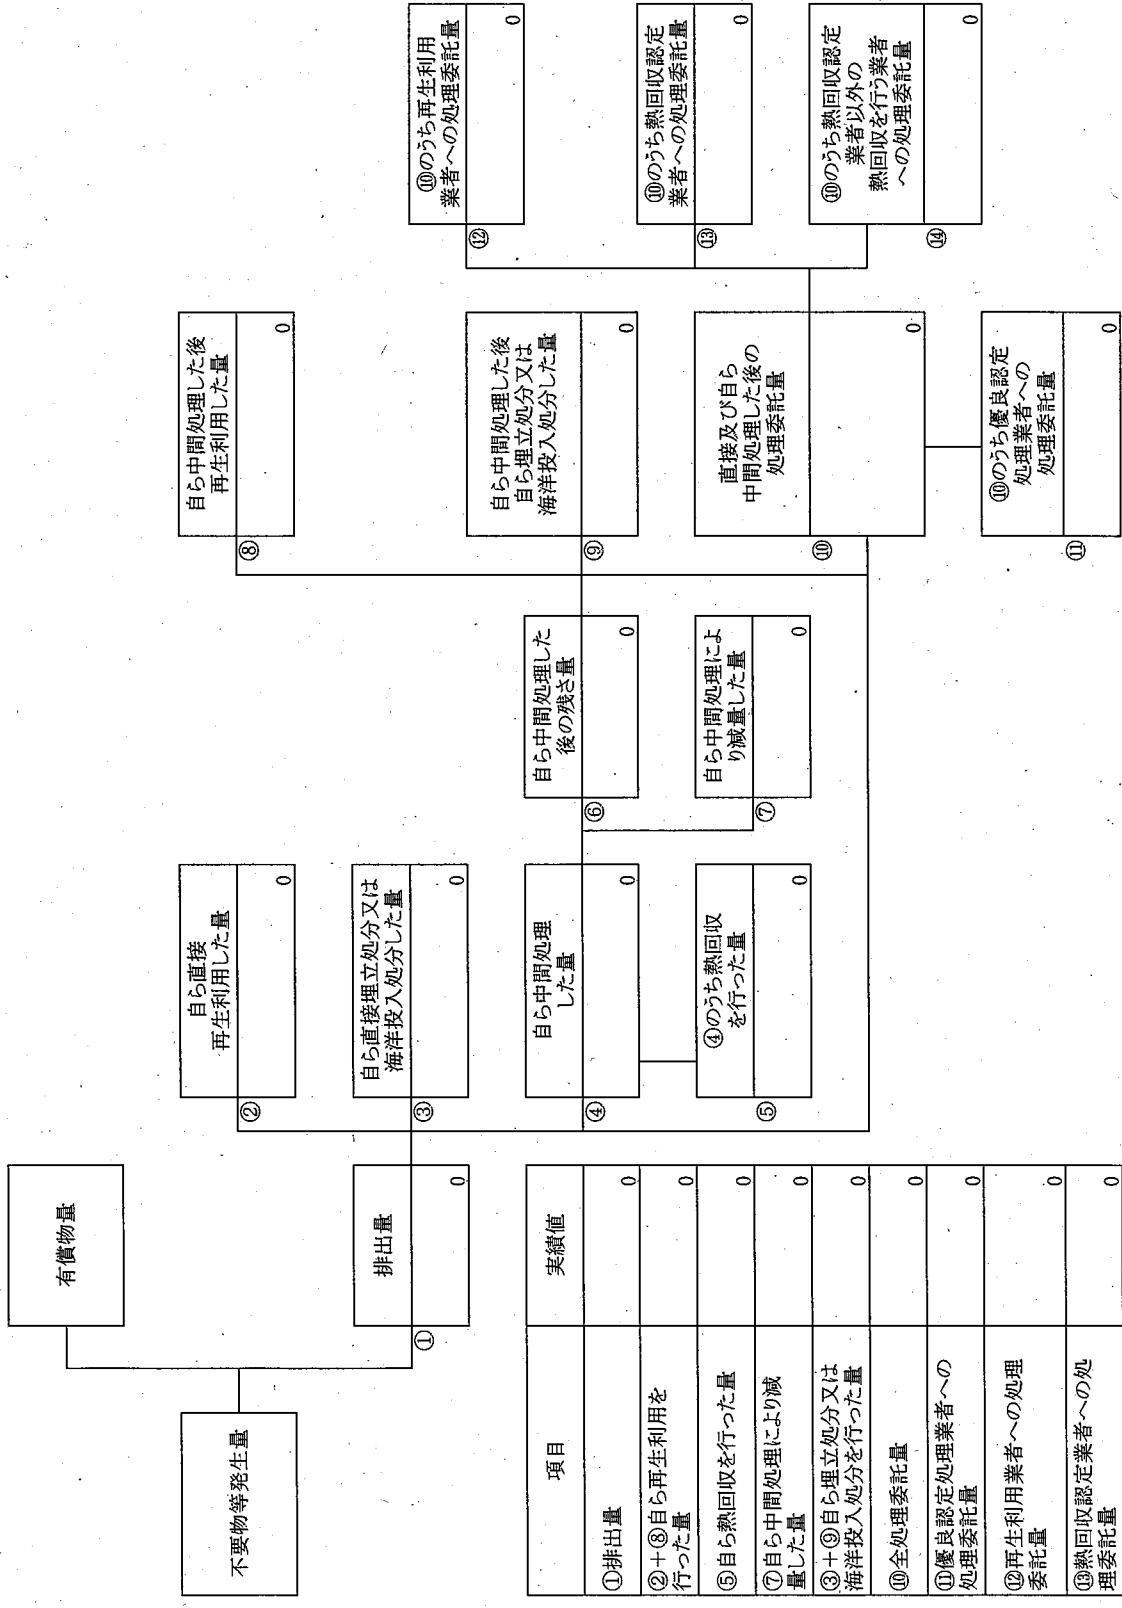 不要物等発生量
有償物量
排出量
①
0
自ら直接
再生利用した量
②
0
自ら直接埋立処分又は
海洋投入処分した量
③
0
自ら中間処理
した量
④
0
④のうち熱回収
を行った量
⑤
0
自ら中間処理した
後の残さ量
⑥
0
自ら中間処理によ
り減量した量
⑦
0
自ら中間処理した後
再生利用した量
⑧
0
自ら中間処理した後
自ら埋立処分又は
海洋投入処分した量
⑨
0
直接及び自ら
中間処理した後の
処理委託量
⑩
0
⑩のうち優良認定
処理業者への
処理委託量
⑪
0
⑩のうち再生利用
業者への処理委託量
⑫
0
⑩のうち熱回収認定
業者への処理委託量
⑬
0
⑩のうち熱回収認定
業者以外の
熱回収を行う業者
への処理委託量
⑭
0
項目 実績値
①排出量 0
②+⑧自ら再生利用を
行った量 0
⑤自ら熱回収を行った量 0
⑦自ら中間処理により減
量した量 0
③+⑨自ら埋立処分又は
海洋投入処分を行った量 0
⑩全処理委託量 0
⑪優良認定処理業者への
処理委託量 0
⑫再生利用業者への処理
委託量 0
⑬熱回収認定業者への処
理委託量 0